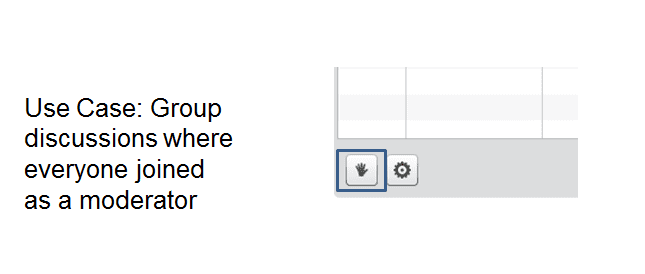 Use Case: Group
discussions where
everyone joined
as a moderator